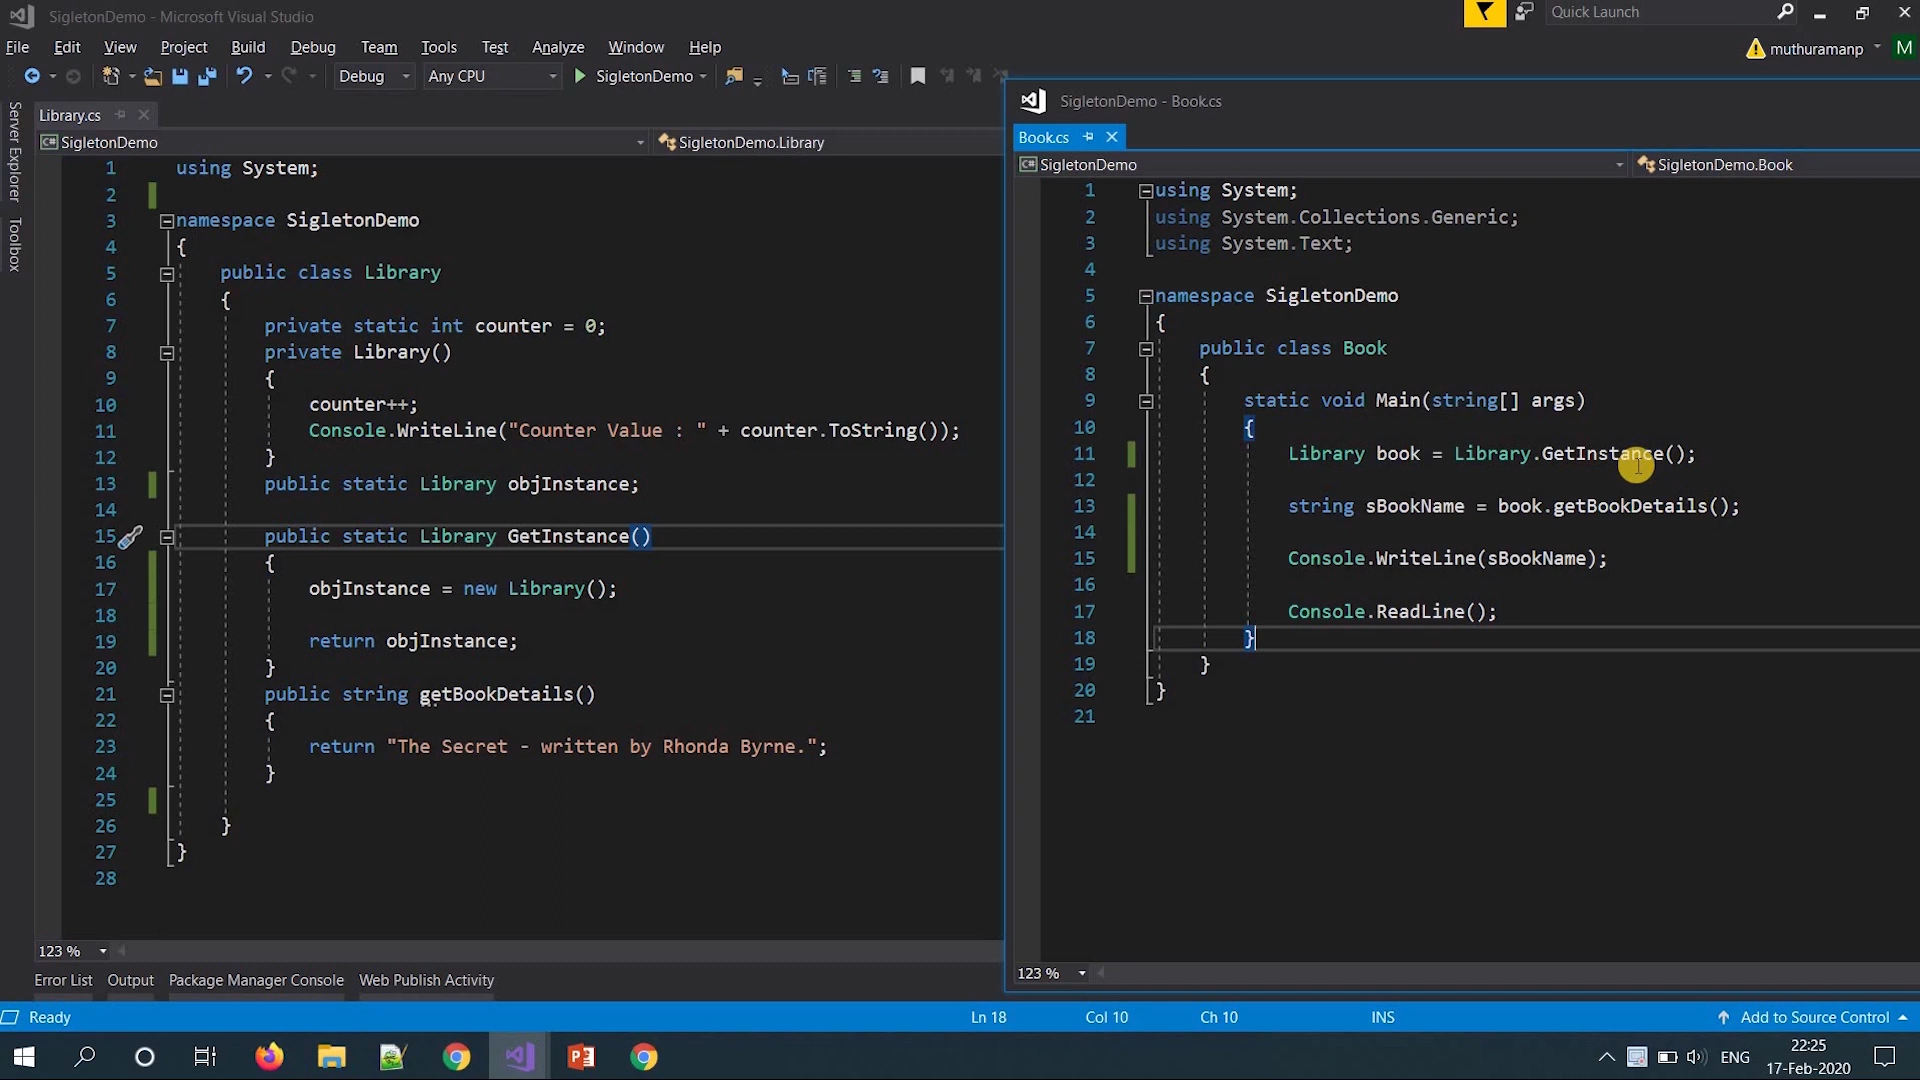 SigletonDemo - Microsoft Visual Studio
Quick Launch
File Edit View Project Build Debug Team Tools Test Analyze Window Help
muthuramanp M
Debug Any CPU SigletonDemo
Server Explorer
Toolbox
Library.cs
SigletonDemo SigletonDemo.Library
1 using System;
2
3 namespace SigletonDemo
4 {
5 public class Library
6 {
7 private static int counter = 0;
8 private Library()
9 {
10 counter++;
11 Console.WriteLine("Counter Value : " + counter.ToString());
12 }
13 public static Library objInstance;
14
15 public static Library GetInstance()
16 {
17 objInstance = new Library();
18
19 return objInstance;
20 }
21 public string getBookDetails()
22 {
23 return "The Secret - written by Rhonda Byrne.";
24 }
25
26 }
27 }
28
123 %
SigletonDemo - Book.cs
Book.cs
SigletonDemo SigletonDemo.Book
1 using System;
2 using System.Collections.Generic;
3 using System.Text;
4
5 namespace SigletonDemo
6 {
7 public class Book
8 {
9 static void Main(string[] args)
10 {
11 Library book = Library.GetInstance();
12
13 string sBookName = book.getBookDetails();
14
15 Console.WriteLine(sBookName);
16
17 Console.ReadLine();
18 }
19 }
20 }
21
123 %
Error List Output Package Manager Console Web Publish Activity
Ready Ln 18 Col 10 Ch 10 INS Add to Source Control
ENG
22:25
17-Feb-2020